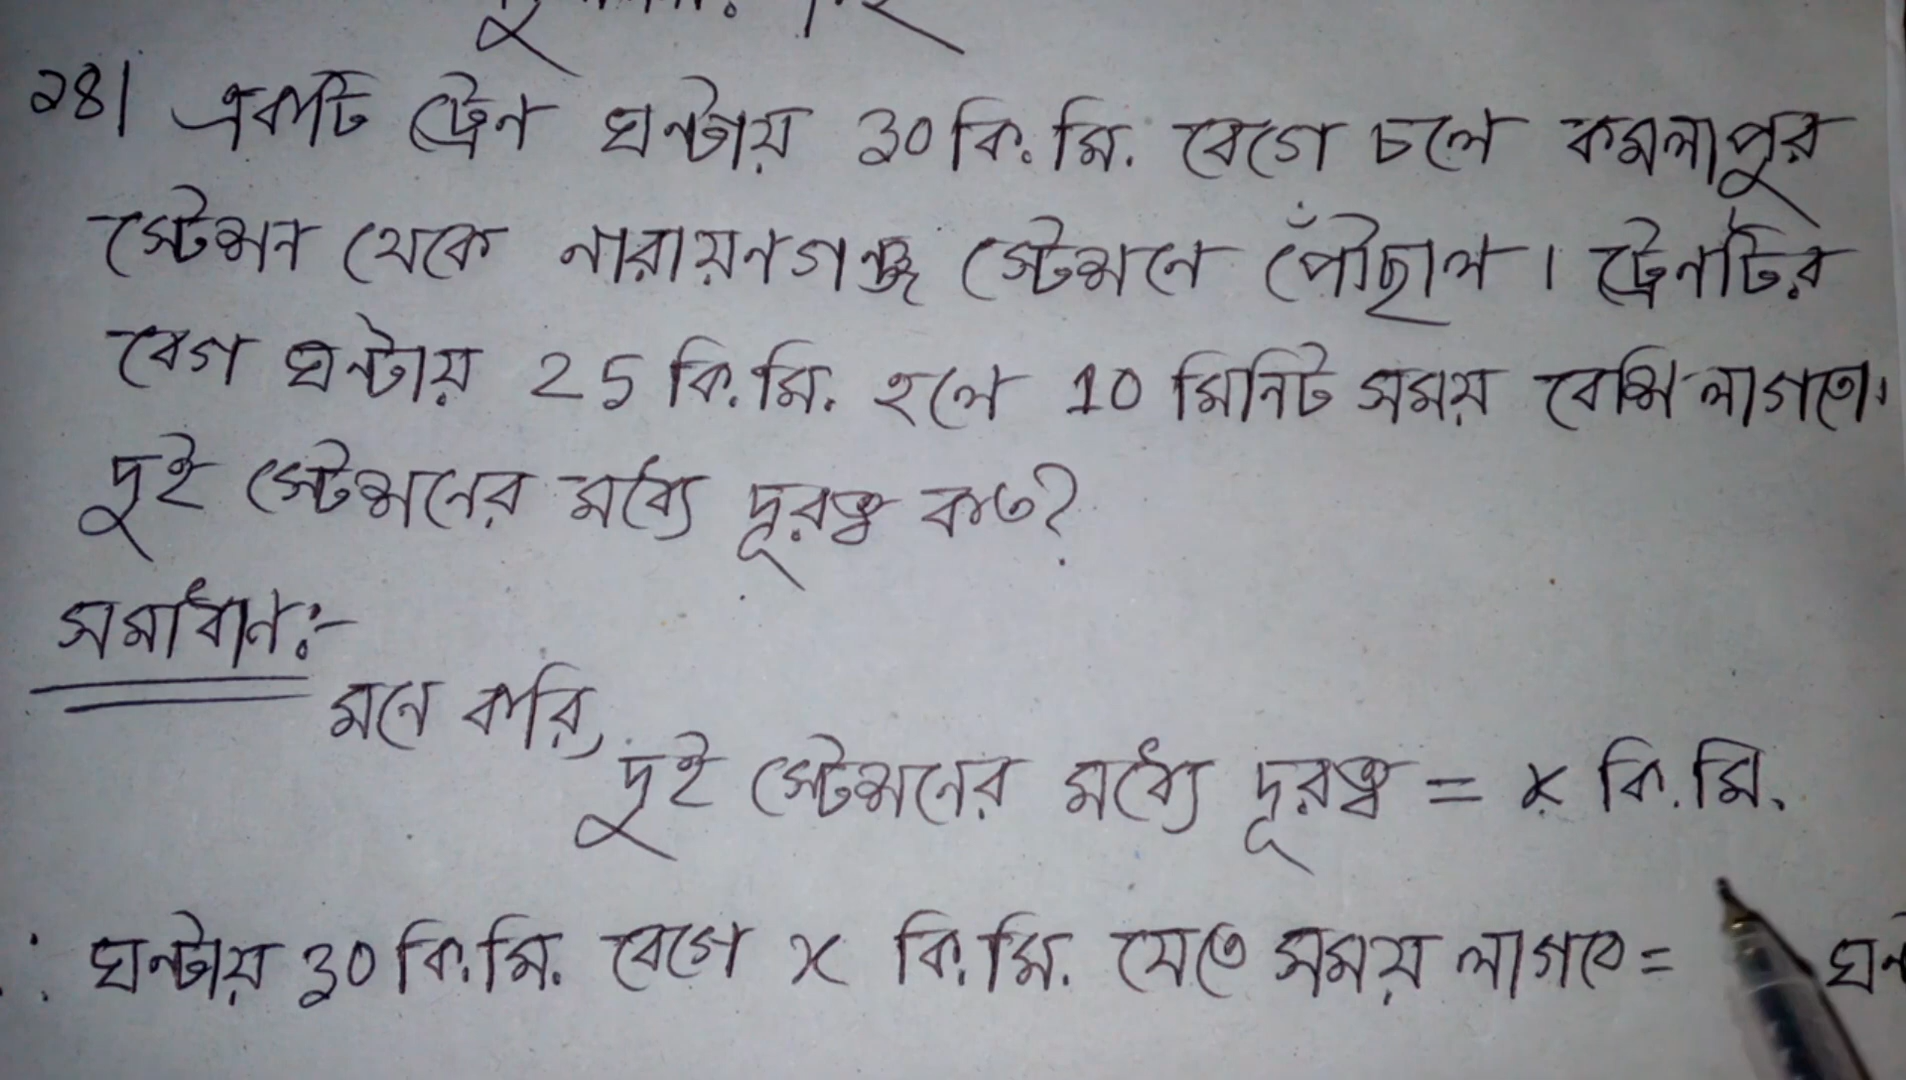 ২৪। একটি ট্রেন ঘন্টায় 30 কি.মি. বেগে চলে কমলাপুর
স্টেশন থেকে নারায়নগঞ্জ স্টেশনে পৌঁছাল। ট্রেনটির
বেগ ঘন্টায় 25 কি.মি. হলে 10 মিনিট সময় বেশি লাগতো।
দুই স্টেশনের মধ্যে দূরত্ব কত?
সমাধান:-
মনে করি,
দুই স্টেশনের মধ্যে দূরত্ব = x কি.মি.
∴ ঘন্টায় 30 কি.মি. বেগে x কি.মি. যেতে সময় লাগবে =